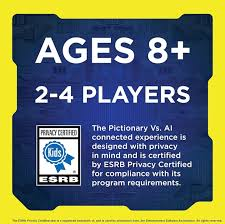 AGES 8+
2-4 PLAYERS
PRIVACY CERTIFIED
Kids
ESRB
The Pictionary Vs. AI
connected experience is
designed with privacy
in mind and is certified
by ESRB Privacy Certified
for compliance with its
program requirements.